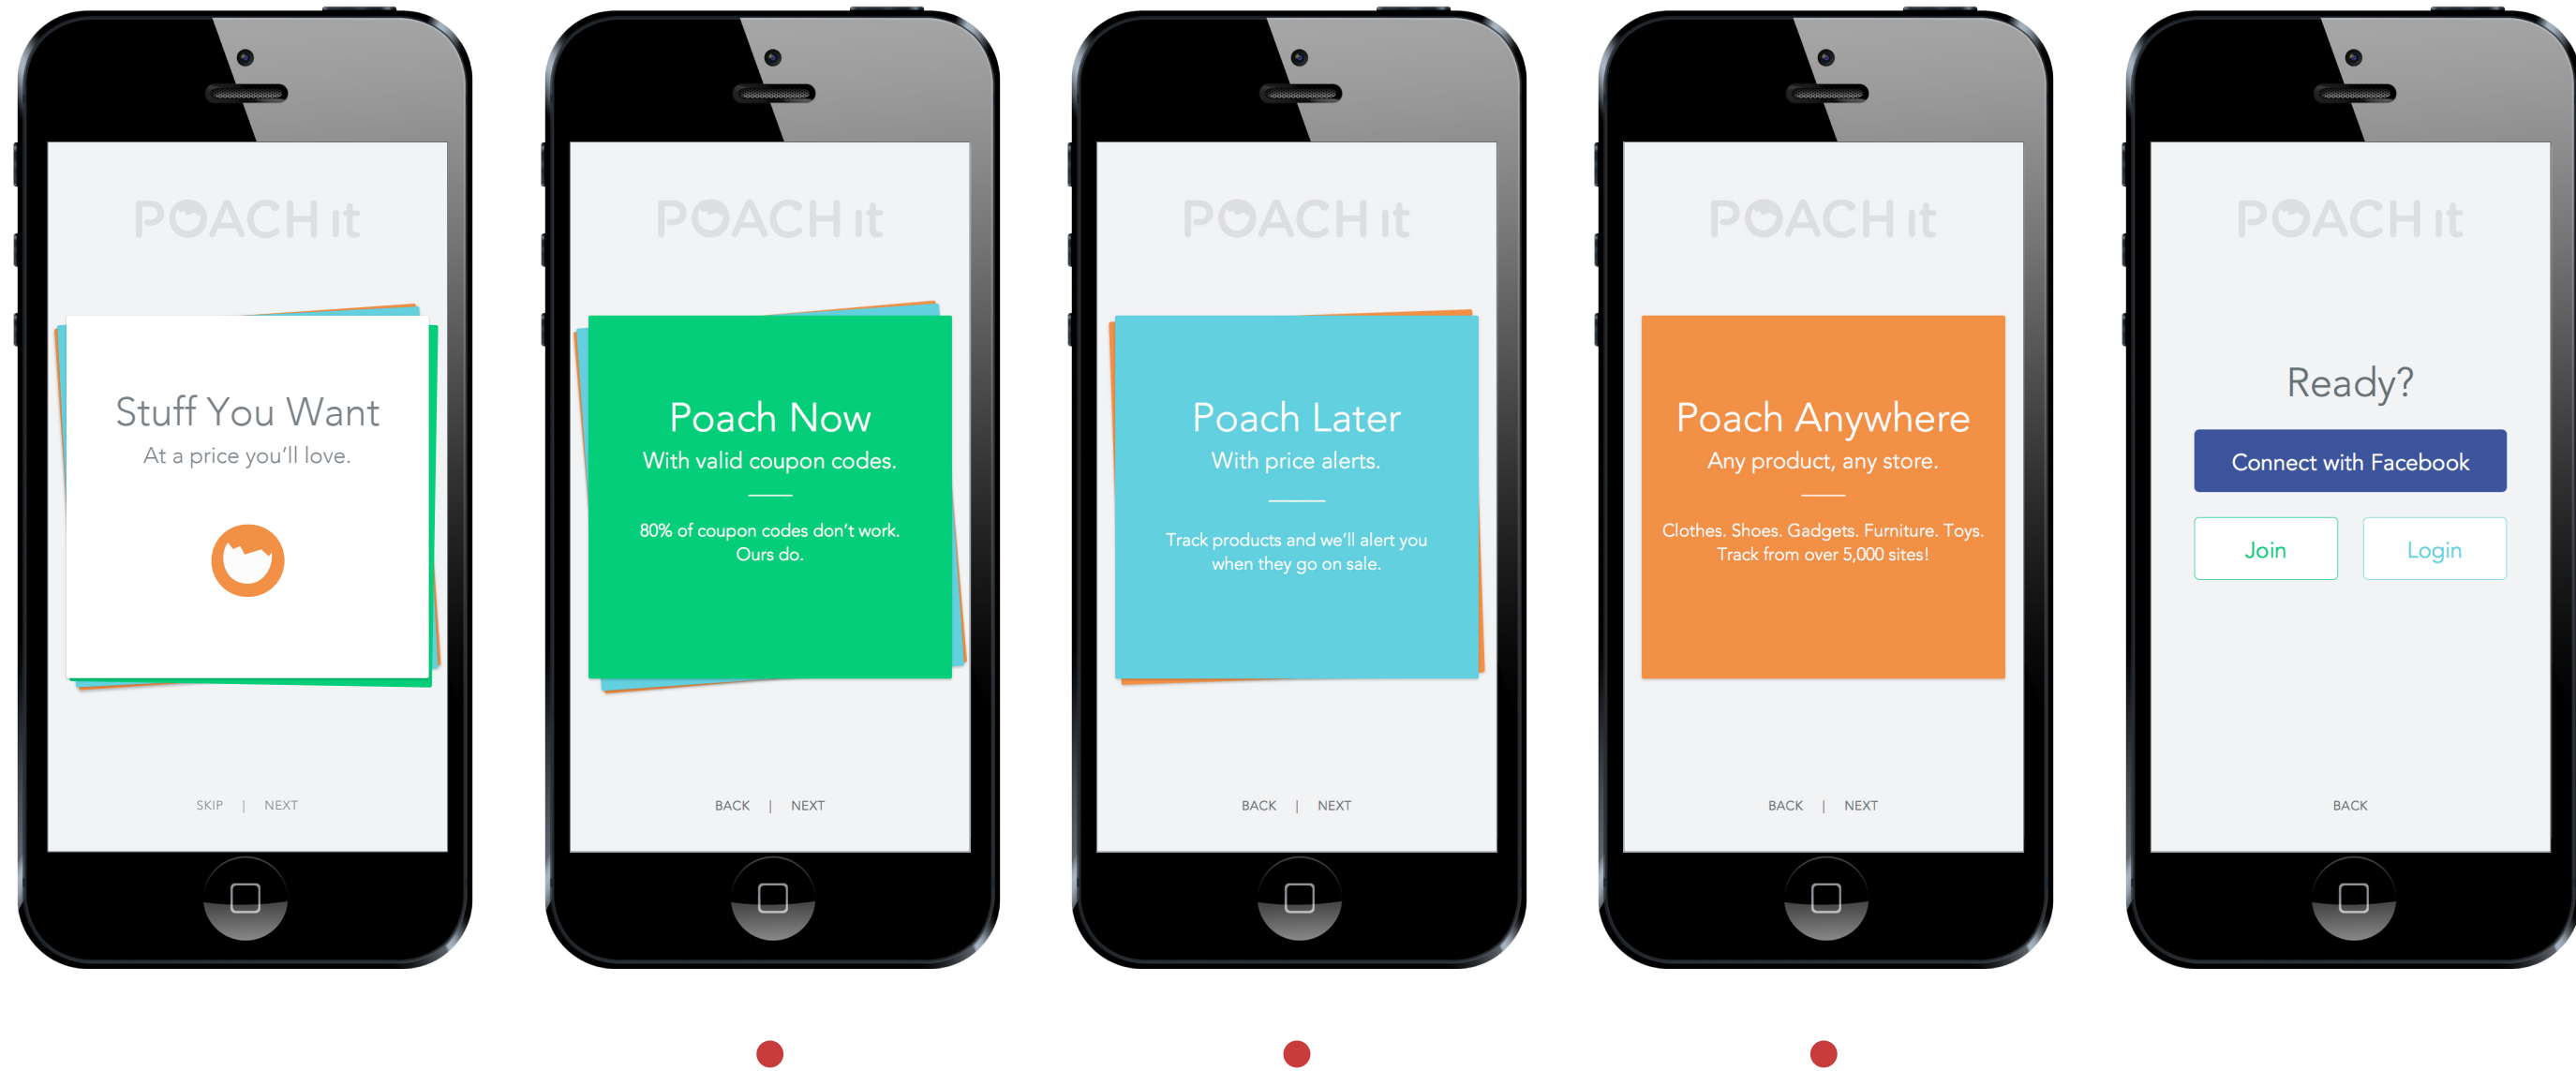 POACH it
Stuff You Want
At a price you'll love.
SKIP | NEXT
POACH it
Poach Now
With valid coupon codes.
80% of coupon codes don't work.
Ours do.
BACK | NEXT
POACH it
Poach Later
With price alerts.
Track products and we'll alert you
when they go on sale.
BACK | NEXT
POACH it
Poach Anywhere
Any product, any store.
Clothes. Shoes. Gadgets. Furniture. Toys.
Track from over 5,000 sites!
BACK | NEXT
POACH it
Ready?
Connect with Facebook
Join
Login
BACK